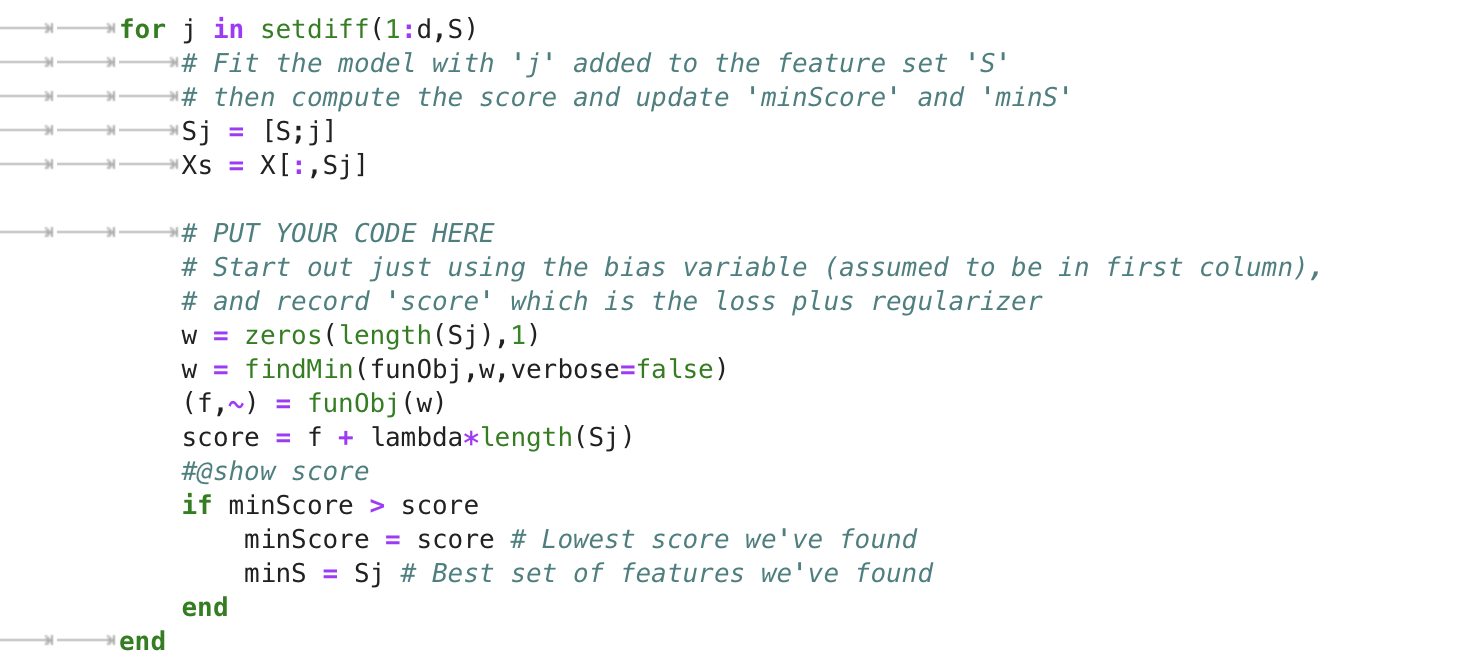 for j in setdiff(1:d,S)
# Fit the model with 'j' added to the feature set 'S'
# then compute the score and update 'minScore' and 'minS'
Sj = [S;j]
Xs = X[:,Sj]
# PUT YOUR CODE HERE
# Start out just using the bias variable (assumed to be in first column),
# and record 'score' which is the loss plus regularizer
w = zeros(length(Sj),1)
w = findMin(funObj,w,verbose=false)
(f,~) = funObj(w)
score = f + lambda*length(Sj)
#@show score
if minScore > score
minScore = score # Lowest score we've found
minS = Sj # Best set of features we've found
end
end